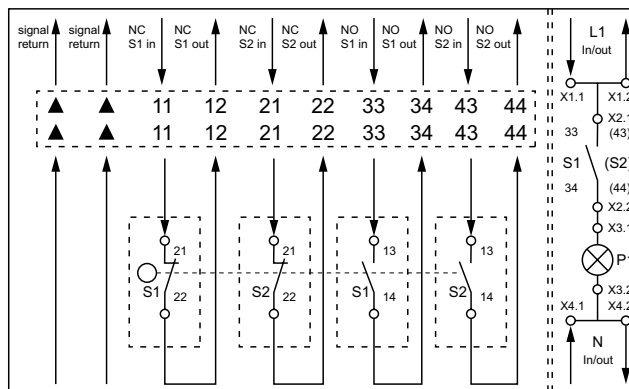 signal return
signal return
NC S1 in
NC S1 out
NC S2 in
NC S2 out
NO S1 in
NO S1 out
NO S2 in
NO S2 out
▲ ▲ 11 12 21 22 33 34 43 44
▲ ▲ 11 12 21 22 33 34 43 44
21 21 13 13
S1 S2 S1 S2
22 22 14 14
L1
In/out
X1.1 X1.2
X2.1
33 (43)
S1 (S2)
34 (44)
X2.2
X3.1
P1
X3.2
X4.1 X4.2
N
In/out